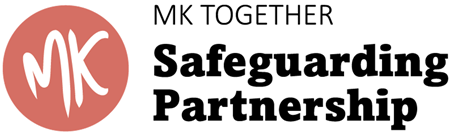 MK
MK TOGETHER
Safeguarding
Partnership